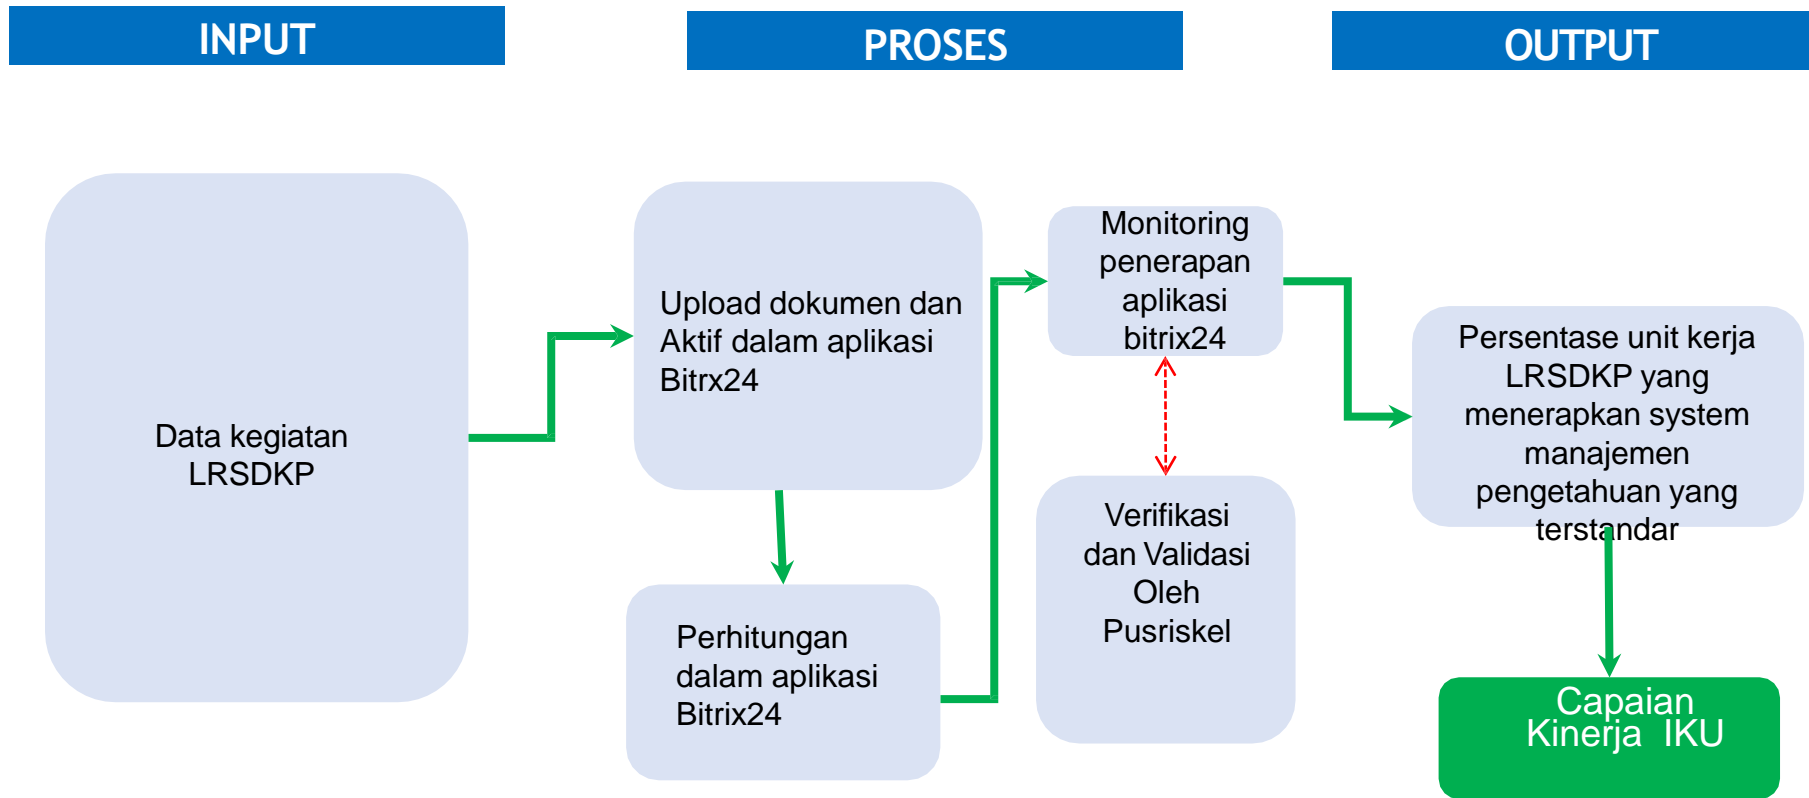 INPUT
PROSES
OUTPUT
Data kegiatan
LRSDKP
Upload dokumen dan
Aktif dalam aplikasi
Bitrx24
Perhitungan
dalam aplikasi
Bitrix24
Monitoring
penerapan
aplikasi
bitrix24
Verifikasi
dan Validasi
Oleh
Pusriskel
Persentase unit kerja
LRSDKP yang
menerapkan system
manajemen
pengetahuan yang
terstandar
Capaian
Kinerja IKU